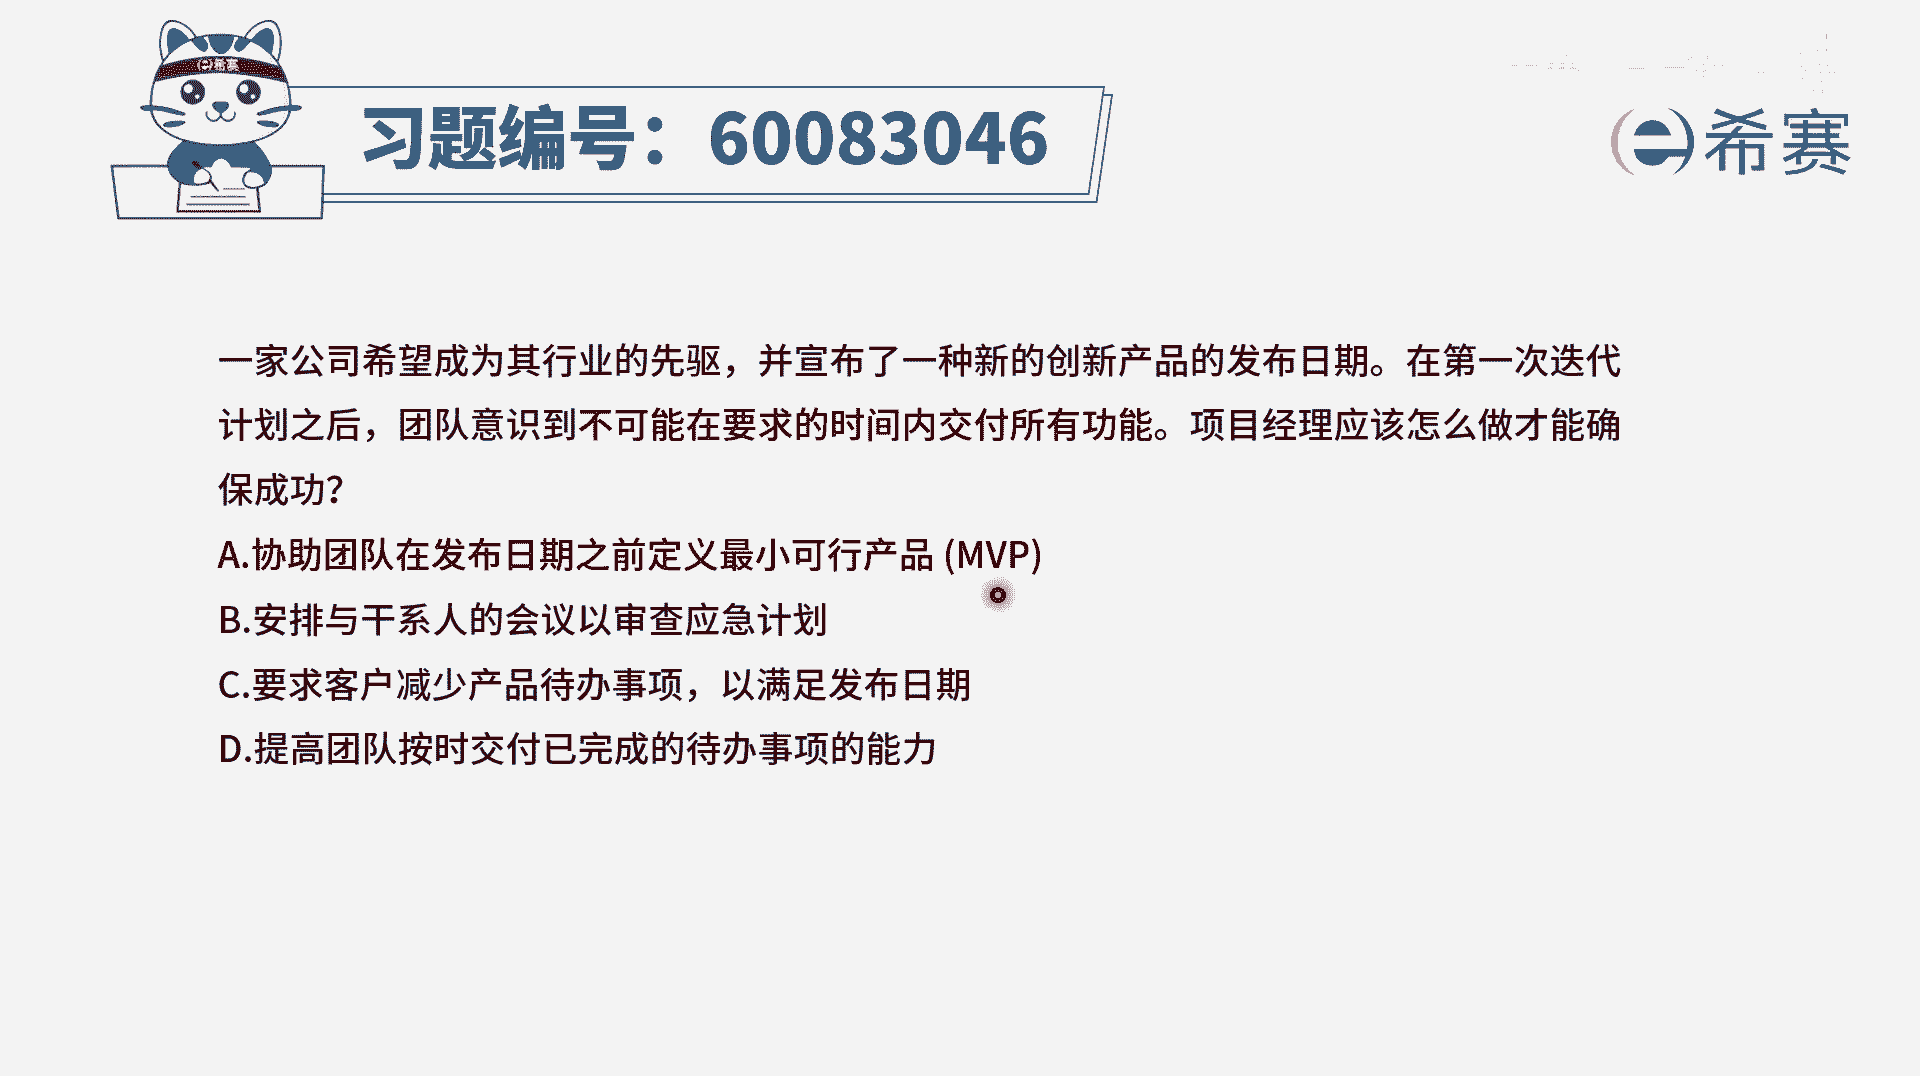 希赛
习题编号：60083046
希赛
一家公司希望成为其行业的先驱，并宣布了一种新的创新产品的发布日期。在第一次迭代
计划之后，团队意识到不可能在要求的时间内交付所有功能。项目经理应该怎么做才能确
保成功？
A.协助团队在发布日期之前定义最小可行产品 (MVP)
B.安排与干系人的会议以审查应急计划
C.要求客户减少产品待办事项，以满足发布日期
D.提高团队按时交付已完成的待办事项的能力